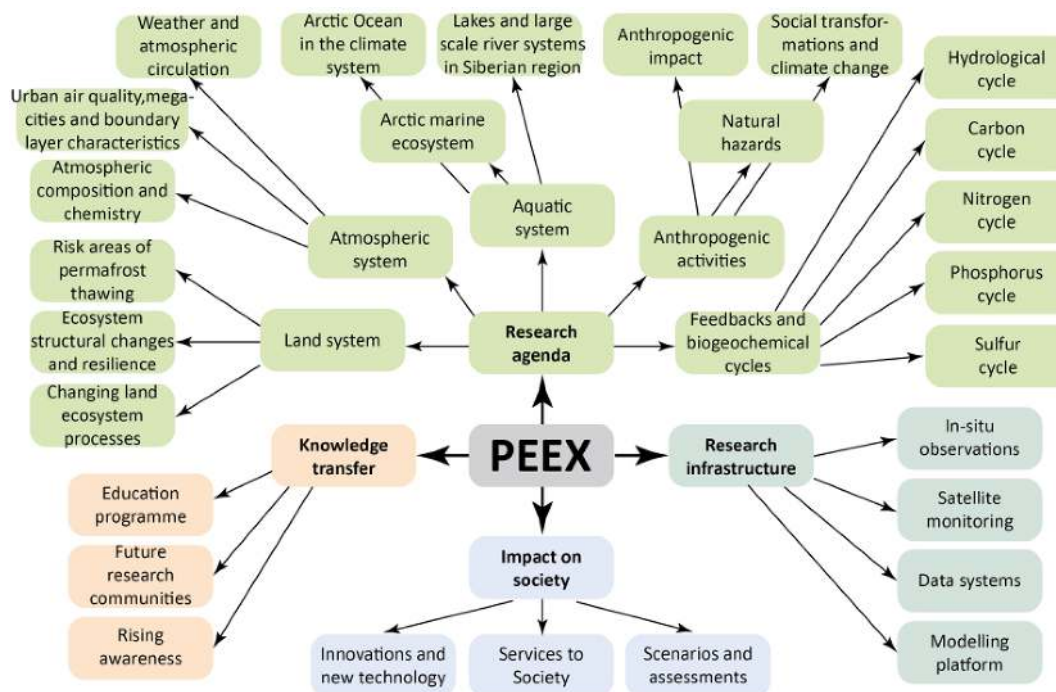 Weather and
atmospheric
circulation
Arctic Ocean
in the climate
system
Lakes and large
scale river systems
in Siberian region
Anthropogenic
impact
Social transfor-
mations and
climate change
Hydrological
cycle
Urban air quality,mega-
cities and boundary
layer characteristics
Arctic marine
ecosystem
Natural
hazards
Carbon
cycle
Atmospheric
composition and
chemistry
Atmospheric
system
Aquatic
system
Anthropogenic
activities
Nitrogen
cycle
Risk areas of
permafrost
thawing
Phosphorus
cycle
Ecosystem
structural changes
and resilience
Land system
Research
agenda
Feedbacks and
biogeochemical
cycles
Sulfur
cycle
Changing land
ecosystem
processes
Knowledge
transfer
PEEX
Research
infrastructure
In-situ
observations
Education
programme
Satellite
monitoring
Future
research
communities
Impact on
society
Data systems
Rising
awareness
Innovations and
new technology
Services to
Society
Scenarios and
assessments
Modelling
platform